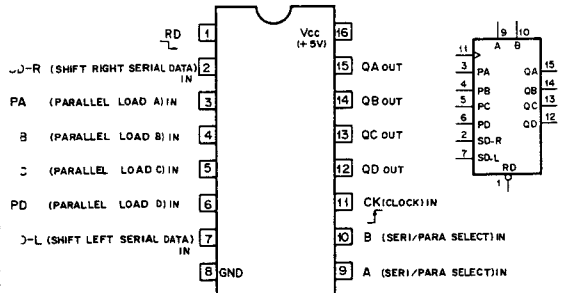 RD 1
16 Vcc (+5V)
D-R (SHIFT RIGHT SERIAL DATA) IN 2
15 QA OUT
PA (PARALLEL LOAD A) IN 3
14 QB OUT
B (PARALLEL LOAD B) IN 4
13 QC OUT
C (PARALLEL LOAD C) IN 5
12 QD OUT
PD (PARALLEL LOAD D) IN 6
11 CK (CLOCK) IN
D-L (SHIFT LEFT SERIAL DATA) IN 7
10 B (SERI/PARA SELECT) IN
8 GND
9 A (SERI/PARA SELECT) IN
9 10
A B
11
3 PA QA 15
4 PB QB 14
5 PC QC 13
6 PD QD 12
2 SD-R
7 SD-L
RD
1